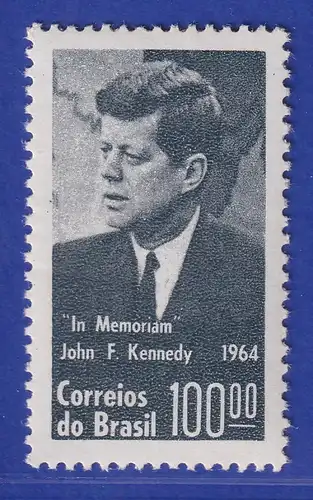 "In Memoriam"
John F. Kennedy 1964
Correios
do Brasil 100.00